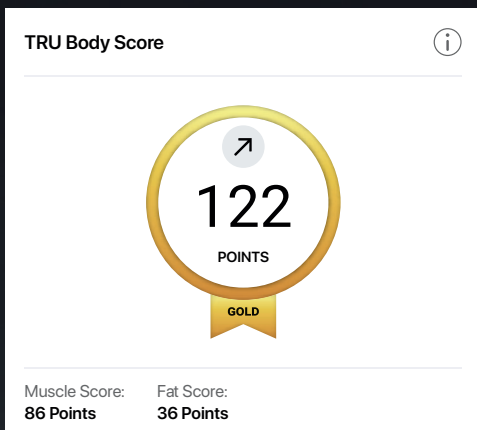 TRU Body Score
122
POINTS
GOLD
Muscle Score: Fat Score:
86 Points 36 Points